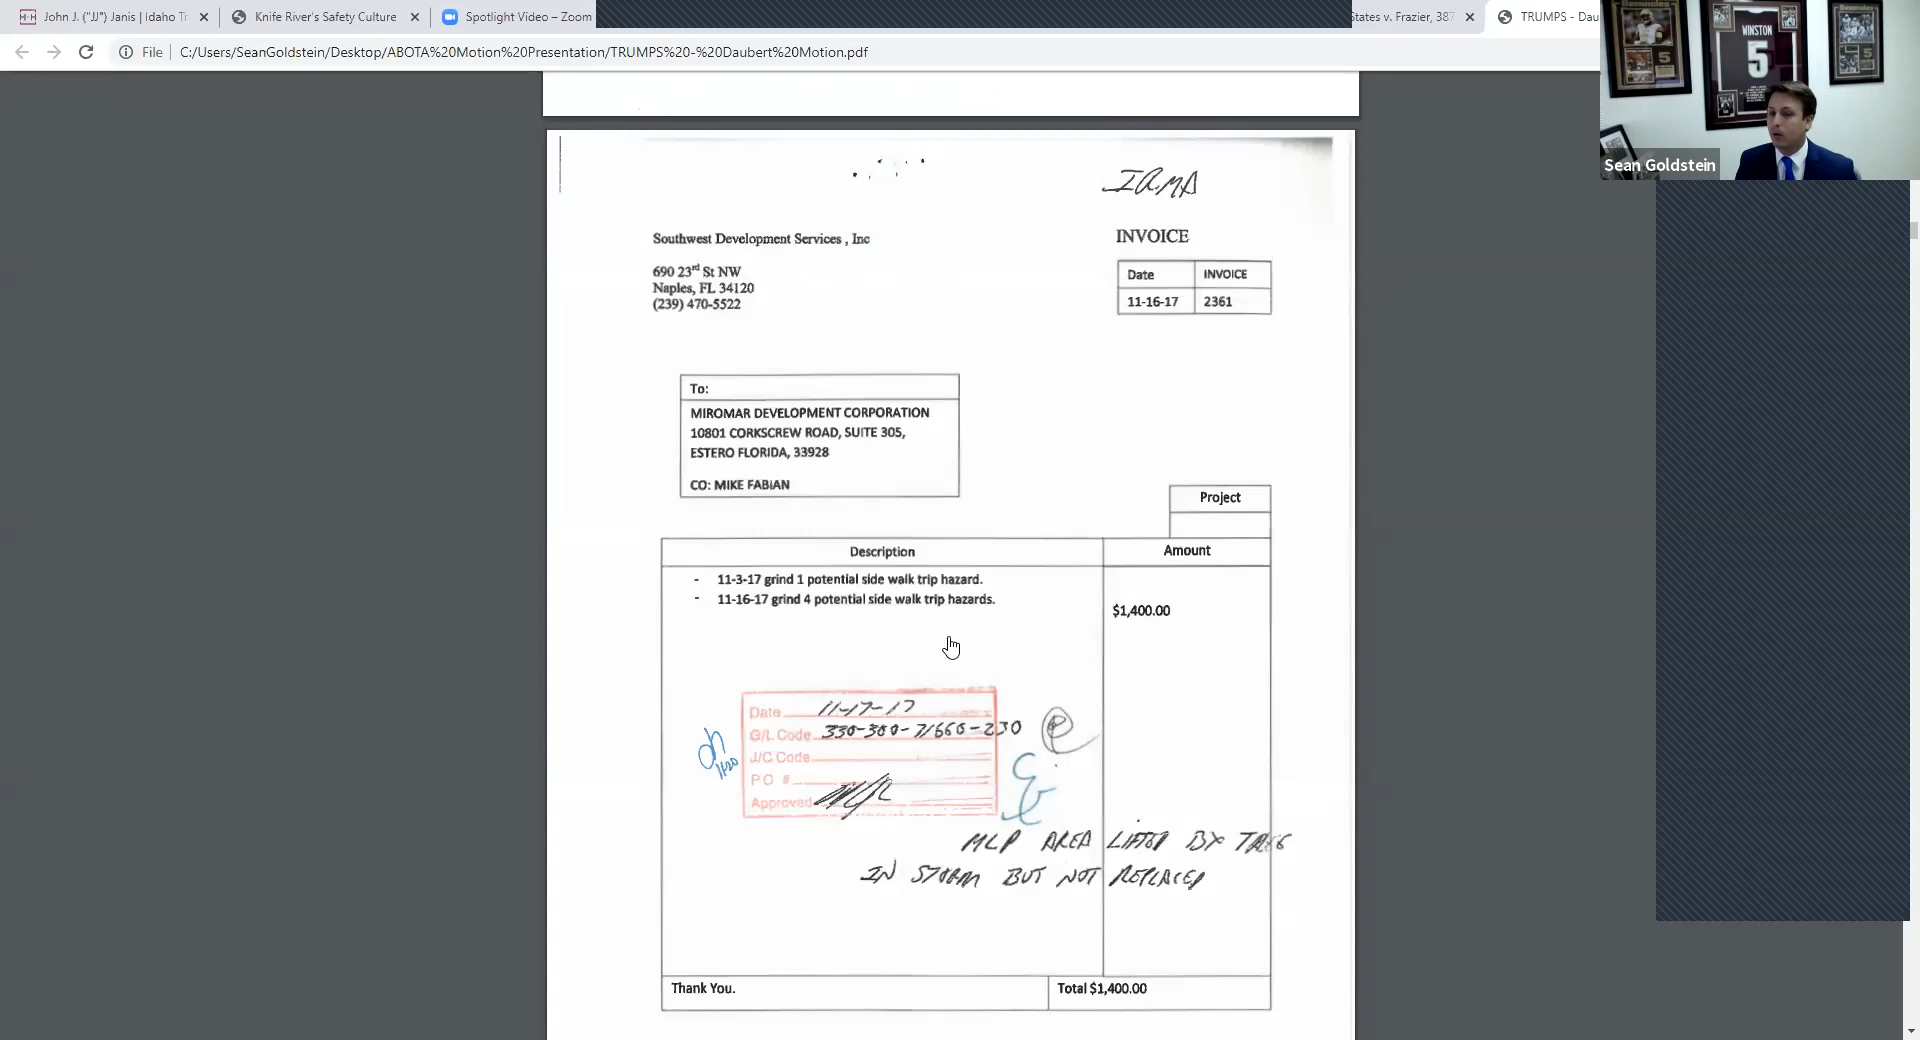 John J. ("JJ") Janis | Idaho Tr
Knife River's Safety Culture
Spotlight Video – Zoom
States v. Frazier, 387
TRUMPS - Dau
File
C:/Users/SeanGoldstein/Desktop/ABOTA%20Motion%20Presentation/TRUMPS%20-%20Daubert%20Motion.pdf
WINSTON
5
Sean Goldstein
IRMA
Southwest Development Services , Inc
INVOICE
690 23rd St NW
Naples, FL 34120
(239) 470-5522
Date INVOICE
11-16-17 2361
To:
MIROMAR DEVELOPMENT CORPORATION
10801 CORKSCREW ROAD, SUITE 305,
ESTERO FLORIDA, 33928
CO: MIKE FABIAN
Project
Description Amount
- 11-3-17 grind 1 potential side walk trip hazard.
- 11-16-17 grind 4 potential side walk trip hazards.
$1,400.00
Date 11-17-17
G/L Code 330-300-71660-230
J/C Code
PO #
Approved
MLP AREA LIFTED BY TREE
IN STORM BUT NOT REPLACED
Thank You. Total $1,400.00